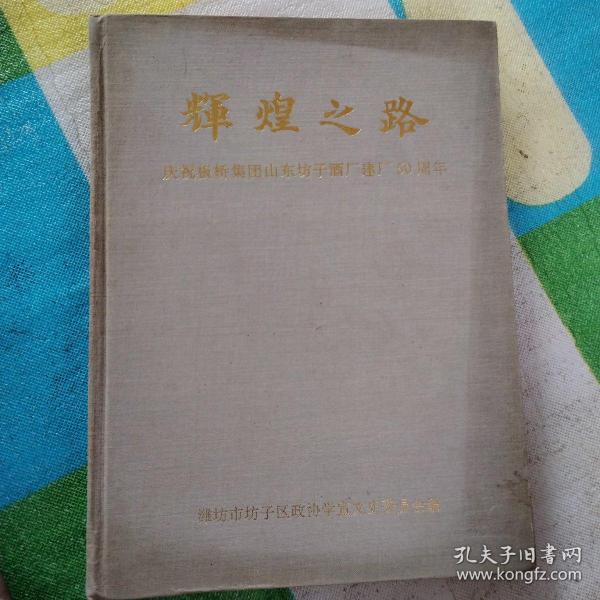 輝煌之路
庆祝板桥集团山东坊子酒厂建厂50周年
潍坊市坊子区政协学宣文史委员会编
孔夫子旧书网
www.kongfz.com